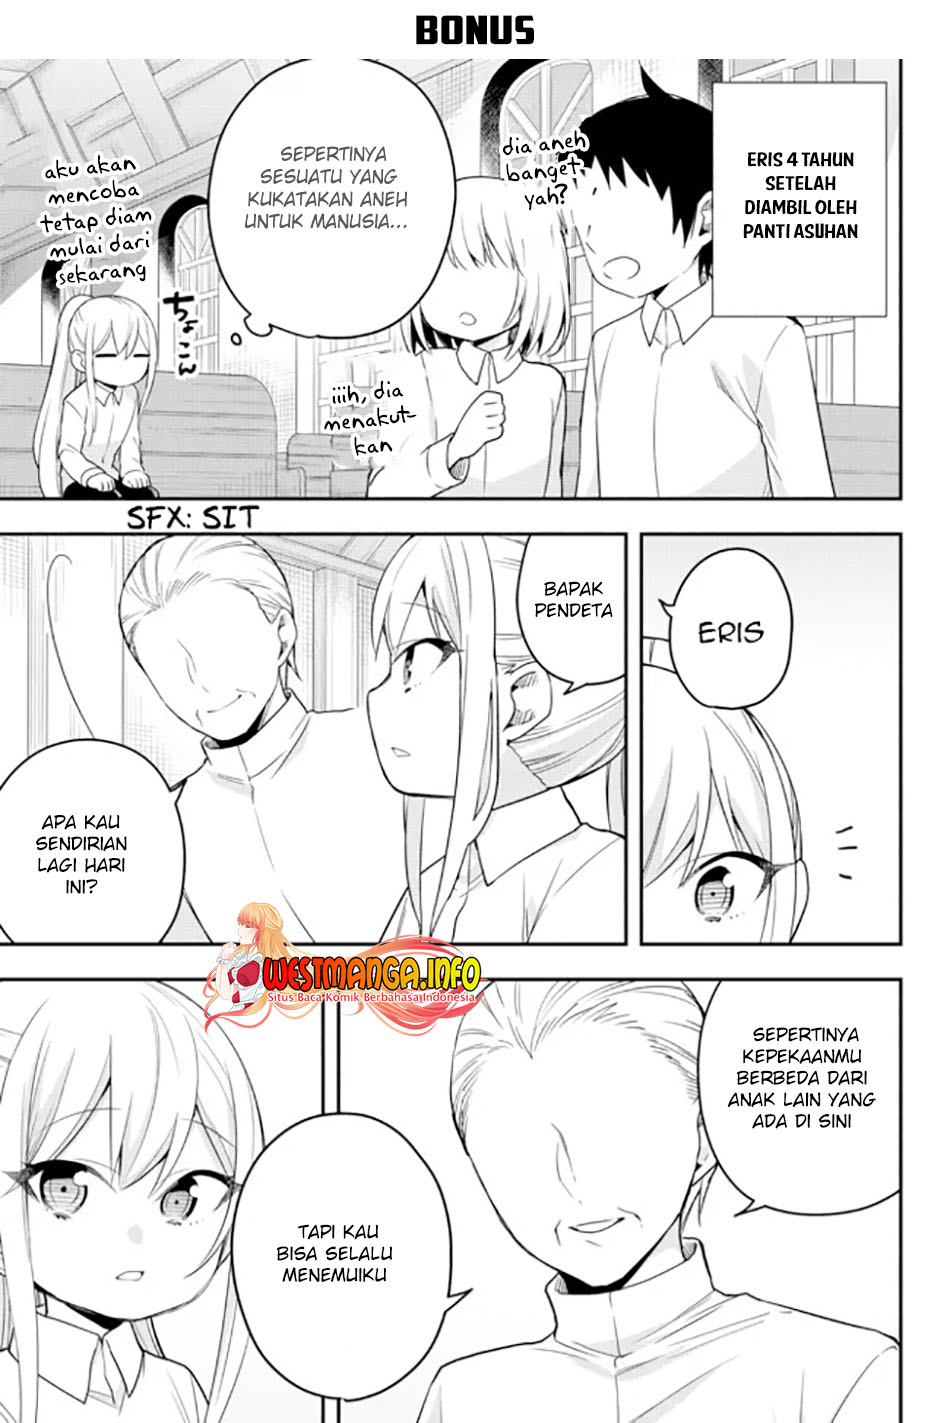 BONUS
ERIS 4 TAHUN
SETELAH
DIAMBIL OLEH
PANTI ASUHAN
dia aneh
banget
yah?
SEPERTINYA
SESUATU YANG
KUKATAKAN ANEH
UNTUK MANUSIA...
iiih, dia
menakut-
kan
aku akan
mencoba
tetap diam
mulai dari
sekarang
ちょこん
SFX: SIT
ERIS
BAPAK
PENDETA
APA KAU
SENDIRIAN
LAGI HARI
INI?
WESTMANGA.INFO
Situs Baca Komik Berbahasa Indonesia
SEPERTINYA
KEPEKAANMU
BERBEDA DARI
ANAK LAIN YANG
ADA DI SINI
TAPI KAU
BISA SELALU
MENEMUIKU